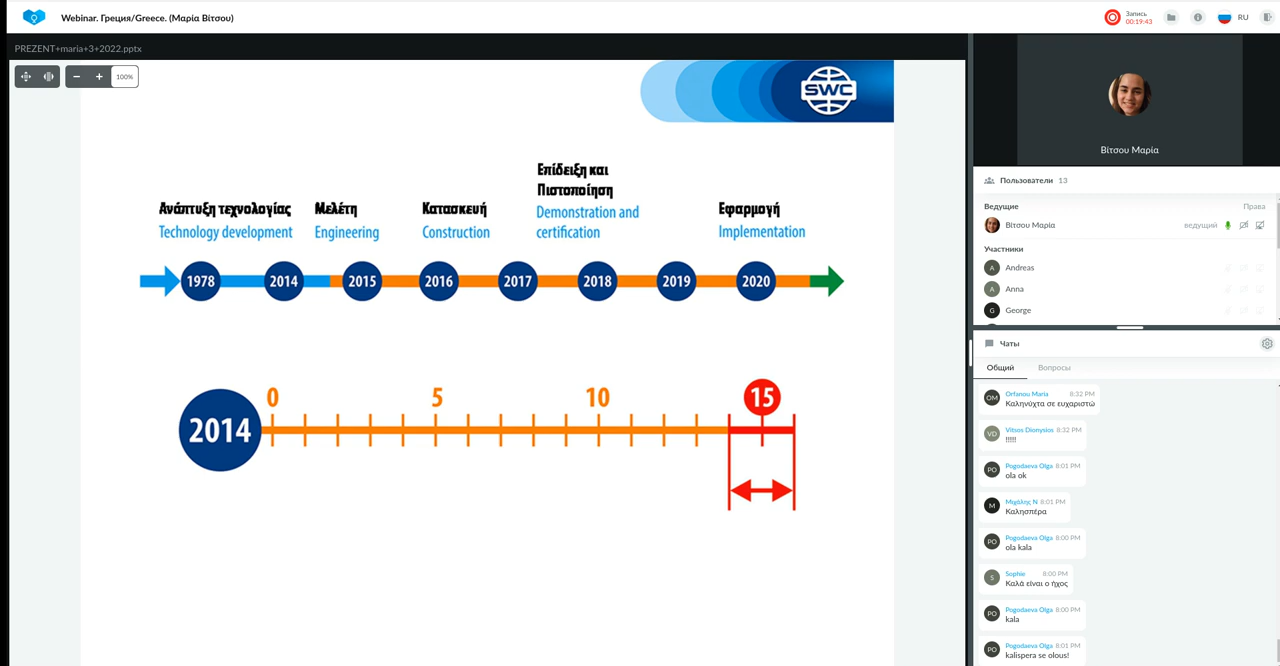 Webinar. Греция/Greece. (Μαρία Βίτσου)
Запись
00:19:43
RU
PREZENT+maria+3+2022.pptx
100%
SWC
Ανάπτυξη τεχνολογίας
Technology development
Μελέτη
Engineering
Κατασκευή
Construction
Επίδειξη και
Πιστοποίηση
Demonstration and
certification
Εφαρμογή
Implementation
1978
2014
2015
2016
2017
2018
2019
2020
2014
0
5
10
15
Βίτσου Μαρία
Пользователи 13
Ведущие
Права
Βίτσου Μαρία
ведущий
Участники
A Andreas
A Anna
G George
Чаты
Общий
Вопросы
OM Orfanou Maria 8:32 PM
Καληνύχτα σε ευχαριστώ
VD Vitsos Dionysios 8:32 PM
!!!!!
PO Pogodaeva Olga 8:01 PM
ola ok
M Μιχάλης Ν 8:01 PM
Καλησπέρα
PO Pogodaeva Olga 8:00 PM
ola kala
S Sophie 8:00 PM
Καλά είναι ο ήχος
PO Pogodaeva Olga 8:00 PM
kala
PO Pogodaeva Olga 8:01 PM
kalispera se olous!